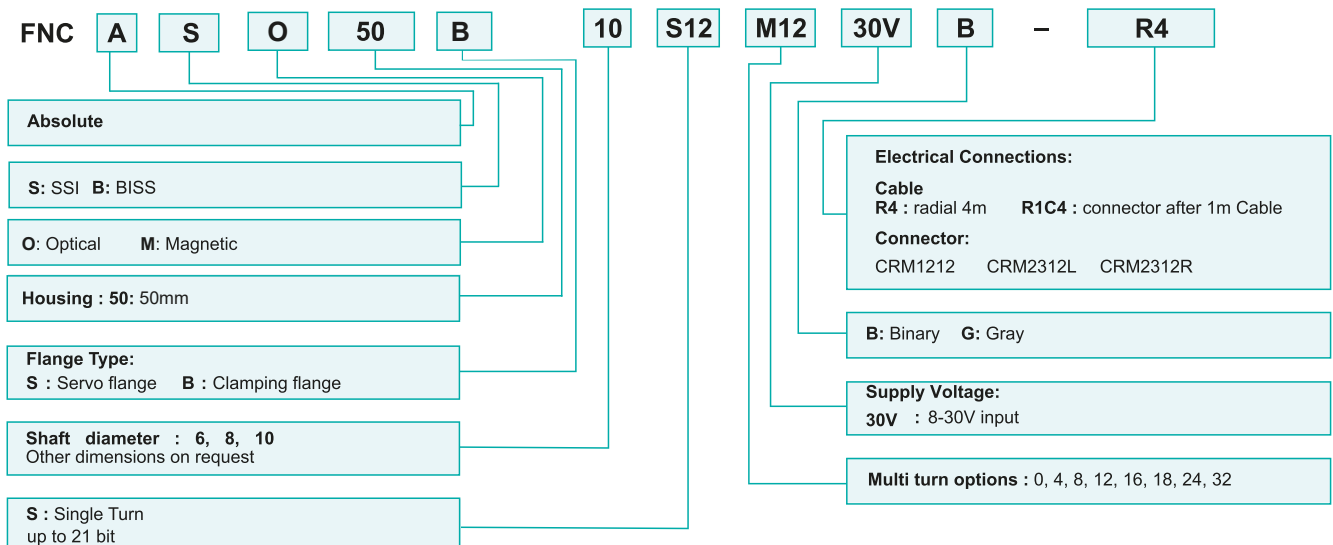 FNC A S O 50 B 10 S12 M12 30V B – R4
Absolute
S: SSI B: BISS
O: Optical M: Magnetic
Housing : 50: 50mm
Flange Type:
S : Servo flange B : Clamping flange
Shaft diameter : 6, 8, 10
Other dimensions on request
S : Single Turn
up to 21 bit
Electrical Connections:
Cable
R4 : radial 4m R1C4 : connector after 1m Cable
Connector:
CRM1212 CRM2312L CRM2312R
B: Binary G: Gray
Supply Voltage:
30V : 8-30V input
Multi turn options : 0, 4, 8, 12, 16, 18, 24, 32